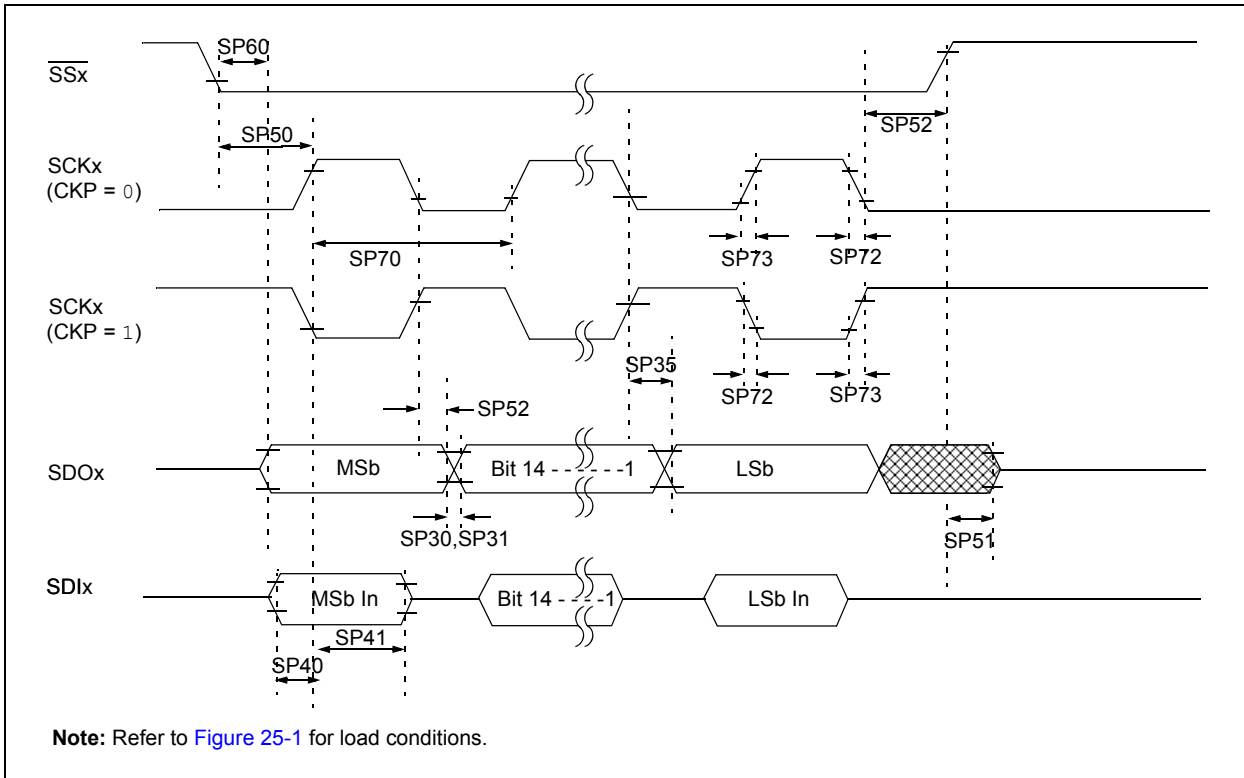 SP60
SSx
SP50
SP52
SCKx
(CKP = 0)
SP70
SP73
SP72
SCKx
(CKP = 1)
SP35
SP72
SP73
SP52
SDOx
MSb
Bit 14 - - - - - -1
LSb
SP30,SP31
SP51
SDIx
MSb In
Bit 14 - - - -1
LSb In
SP41
SP40
Note: Refer to Figure 25-1 for load conditions.